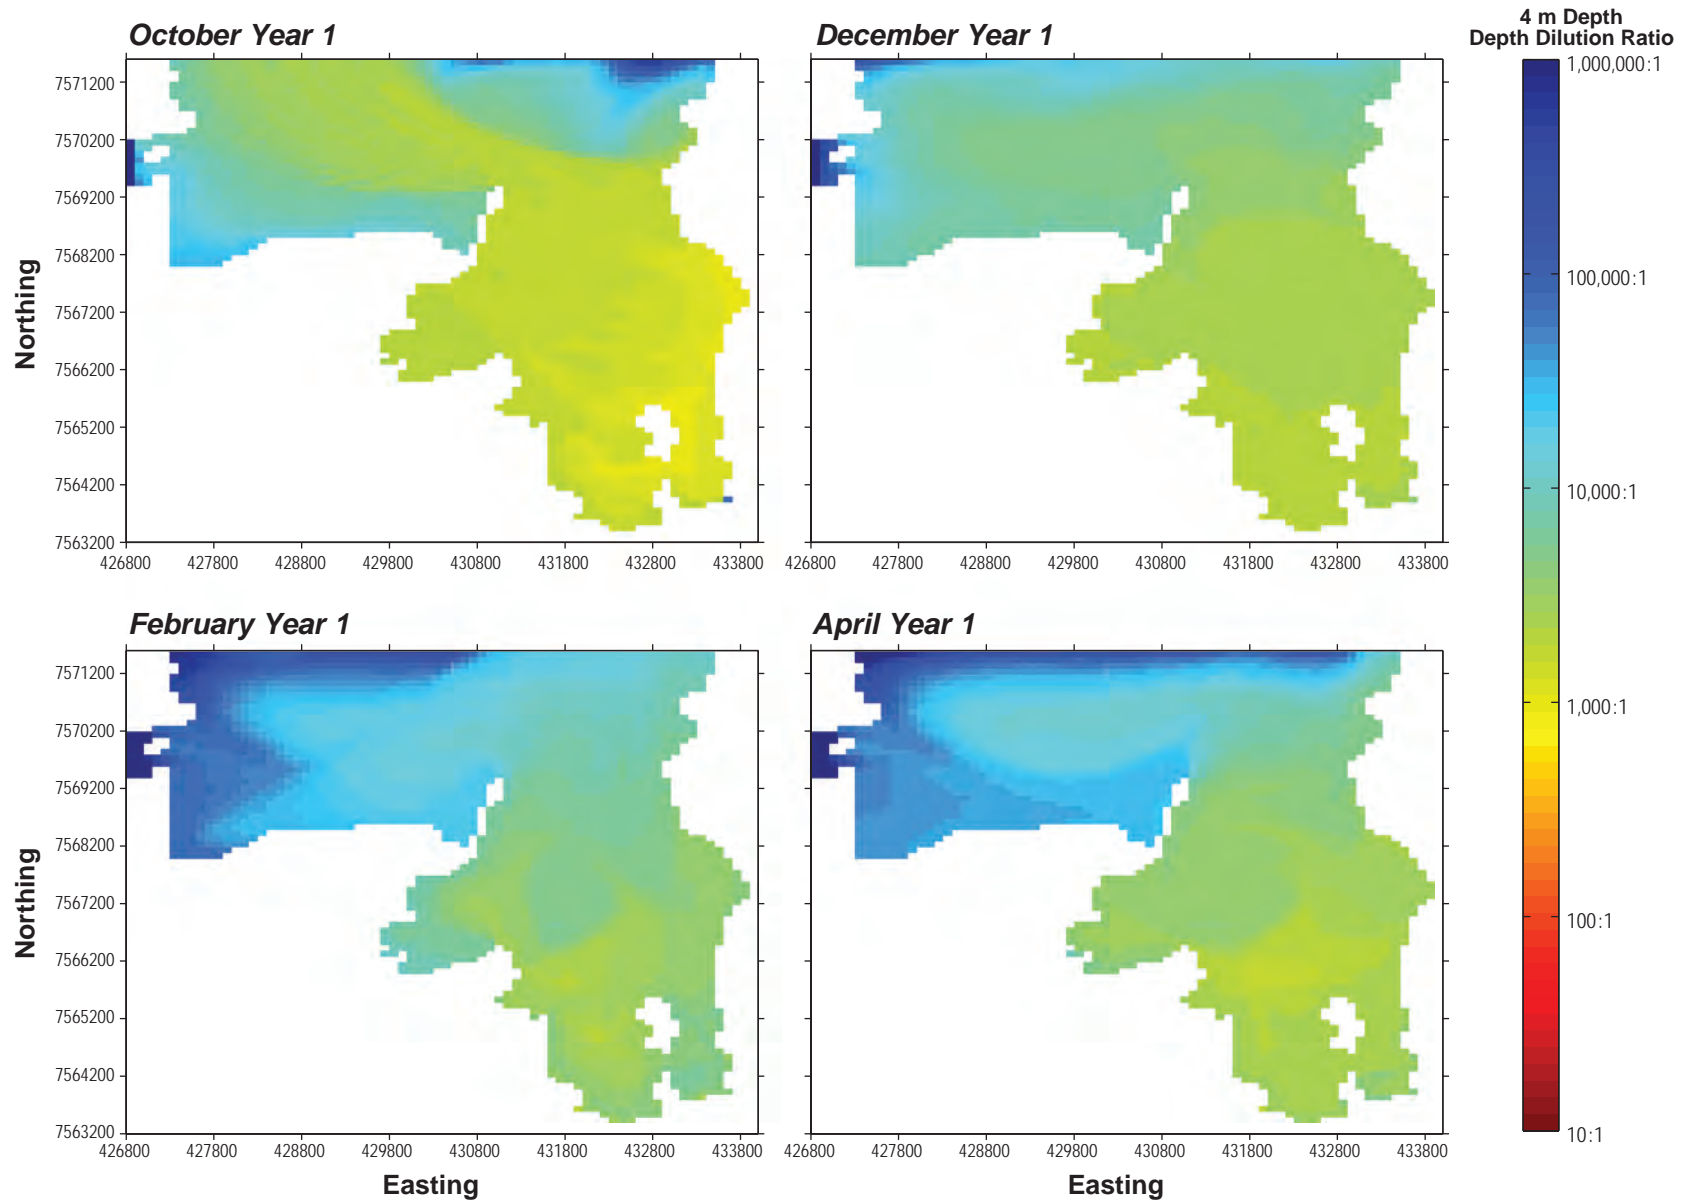 October Year 1
December Year 1
4 m Depth
Depth Dilution Ratio
1,000,000:1
100,000:1
10,000:1
1,000:1
100:1
10:1
Northing
7571200
7570200
7569200
7568200
7567200
7566200
7565200
7564200
7563200
426800 427800 428800 429800 430800 431800 432800 433800
426800 427800 428800 429800 430800 431800 432800 433800
February Year 1
April Year 1
Northing
7571200
7570200
7569200
7568200
7567200
7566200
7565200
7564200
7563200
426800 427800 428800 429800 430800 431800 432800 433800
426800 427800 428800 429800 430800 431800 432800 433800
Easting
Easting